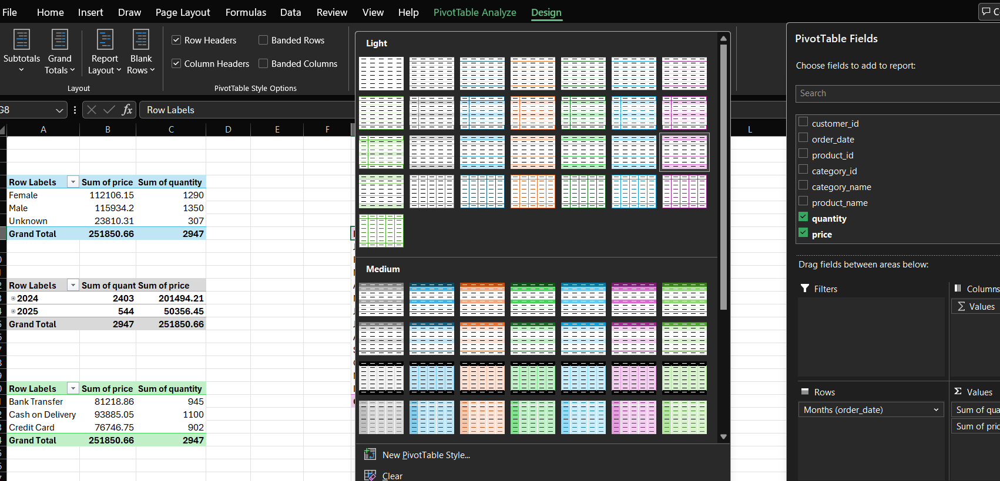 File Home Insert Draw Page Layout Formulas Data Review View Help PivotTable Analyze Design
Subtotals
Grand Totals
Report Layout
Blank Rows
Layout
Row Headers
Banded Rows
Column Headers
Banded Columns
PivotTable Style Options
G8
fx
Row Labels
A B C D E F L
Row Labels Sum of price Sum of quantity
Female 112106.15 1290
Male 115934.2 1350
Unknown 23810.31 307
Grand Total 251850.66 2947
Row Labels Sum of quant Sum of price
2024 2403 201494.21
2025 544 50356.45
Grand Total 2947 251850.66
Row Labels Sum of price Sum of quantity
Bank Transfer 81218.86 945
Cash on Delivery 93885.05 1100
Credit Card 76746.75 902
Grand Total 251850.66 2947
Light
Medium
New PivotTable Style...
Clear
PivotTable Fields
Choose fields to add to report:
Search
customer_id
order_date
product_id
category_id
category_name
product_name
quantity
price
Drag fields between areas below:
Filters
Columns
Σ Values
Rows
Months (order_date)
Σ Values
Sum of qua
Sum of pric